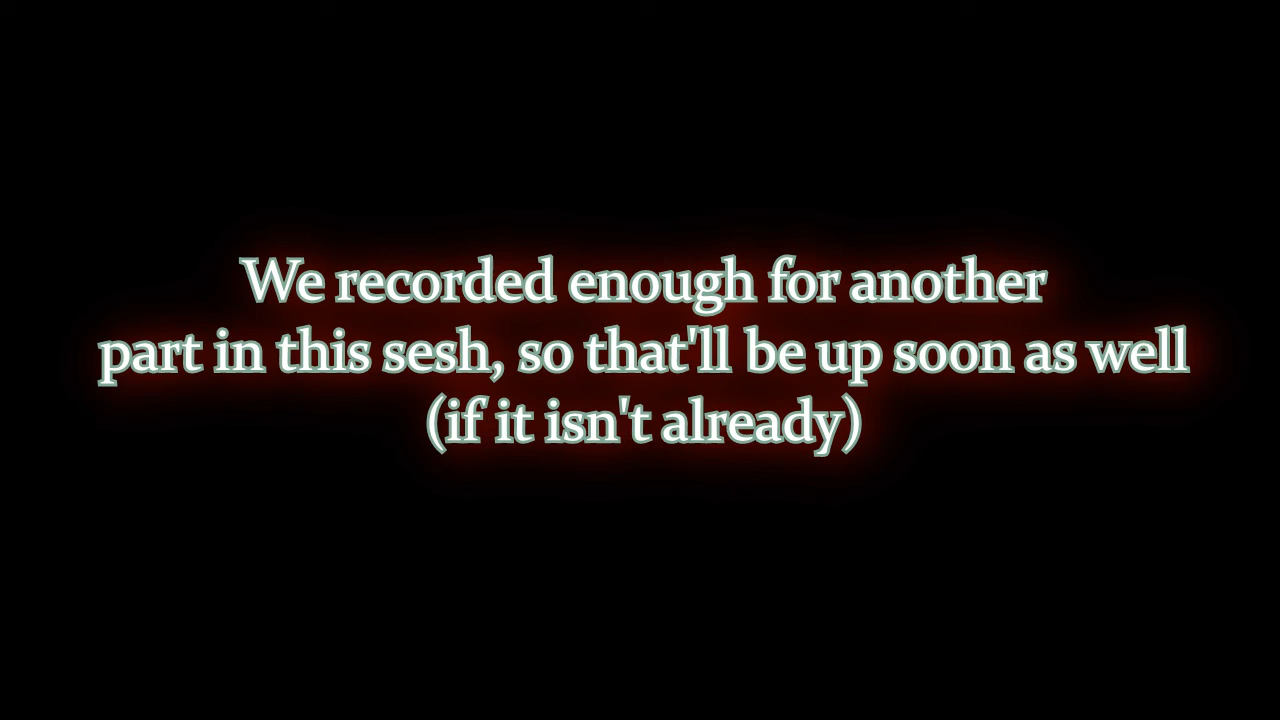 We recorded enough for another
part in this sesh, so that'll be up soon as well
(if it isn't already)